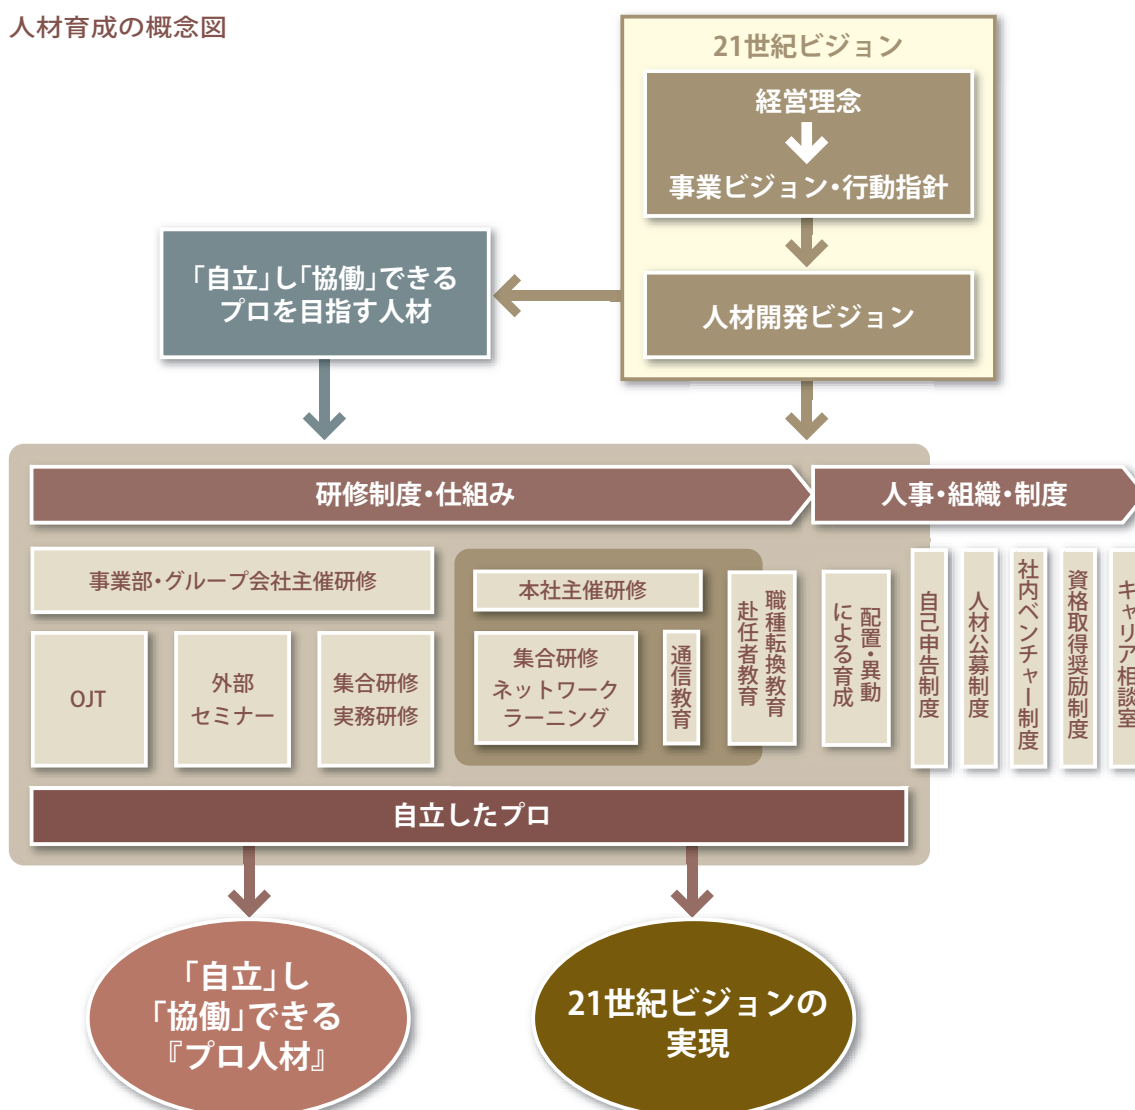 人材育成の概念図
21世紀ビジョン
経営理念
事業ビジョン・行動指針
人材開発ビジョン
「自立」し「協働」できる
プロを目指す人材
研修制度・仕組み
人事・組織・制度
事業部・グループ会社主催研修
OJT
外部
セミナー
集合研修
実務研修
本社主催研修
集合研修
ネットワーク
ラーニング
通信教育
職種転換教育
赴任者教育
配置・異動
による育成
自己申告制度
人材公募制度
社内ベンチャー制度
資格取得奨励制度
キャリア相談室
自立したプロ
「自立」し
「協働」できる
『プロ人材』
21世紀ビジョンの
実現